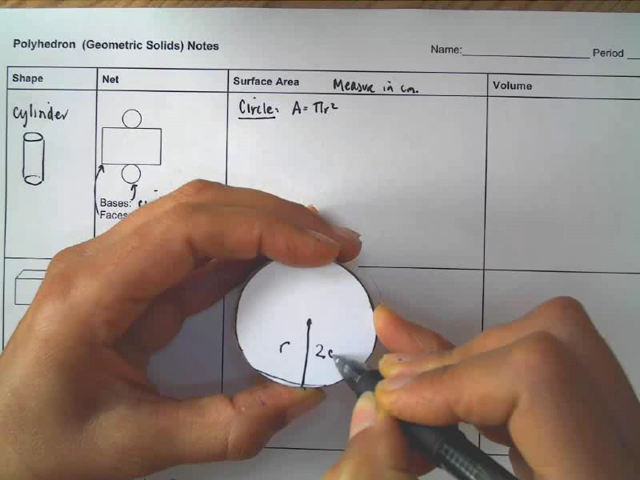 Polyhedron (Geometric Solids) Notes
Name: Period
Shape
Net
Surface Area Measure in cm.
Volume
Cylinder
Circle: A = πr²
Bases:
Faces
r 2c